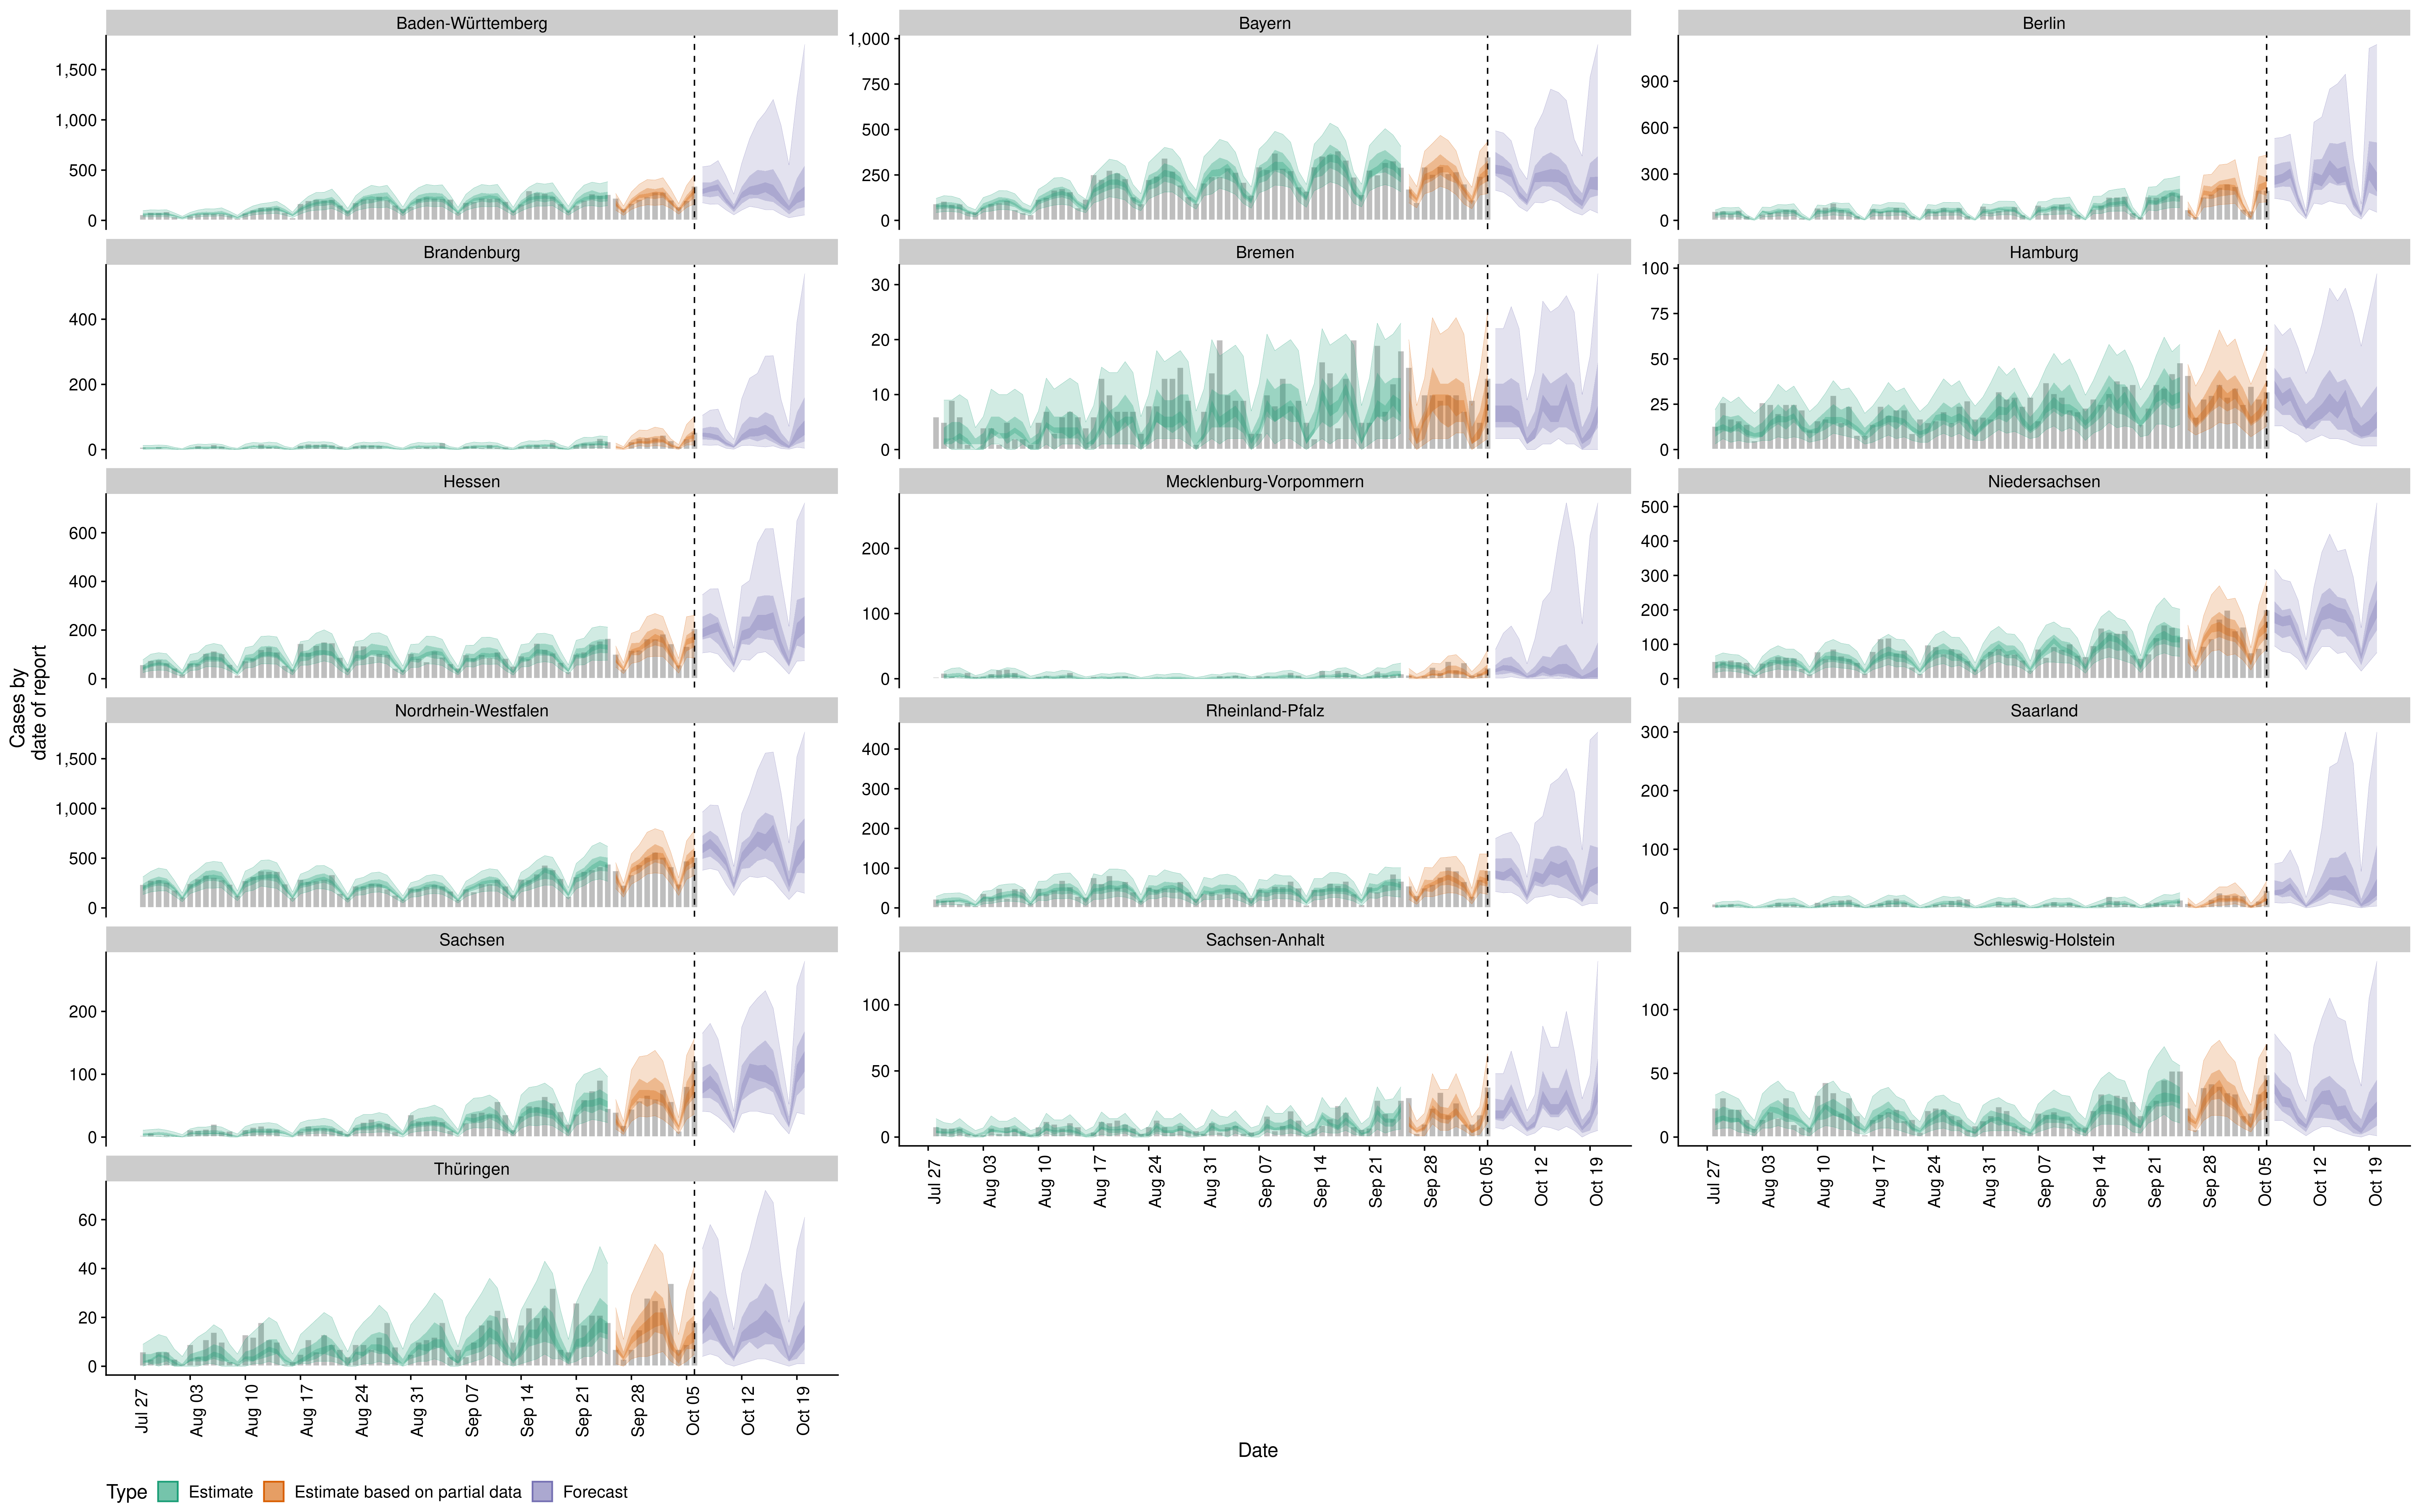 Baden-Württemberg
Bayern
Berlin
1,500
1,000
500
0
1,000
750
500
250
0
900
600
300
0
Brandenburg
Bremen
Hamburg
400
200
0
30
20
10
0
100
75
50
25
0
Hessen
Mecklenburg-Vorpommern
Niedersachsen
600
400
200
0
200
100
0
500
400
300
200
100
0
Cases by
date of report
Nordrhein-Westfalen
Rheinland-Pfalz
Saarland
1,500
1,000
500
0
400
300
200
100
0
300
200
100
0
Sachsen
Sachsen-Anhalt
Schleswig-Holstein
200
100
0
100
50
0
100
50
0
Jul 27
Aug 03
Aug 10
Aug 17
Aug 24
Aug 31
Sep 07
Sep 14
Sep 21
Sep 28
Oct 05
Oct 12
Oct 19
Jul 27
Aug 03
Aug 10
Aug 17
Aug 24
Aug 31
Sep 07
Sep 14
Sep 21
Sep 28
Oct 05
Oct 12
Oct 19
Thüringen
60
40
20
0
Jul 27
Aug 03
Aug 10
Aug 17
Aug 24
Aug 31
Sep 07
Sep 14
Sep 21
Sep 28
Oct 05
Oct 12
Oct 19
Date
Type Estimate Estimate based on partial data Forecast